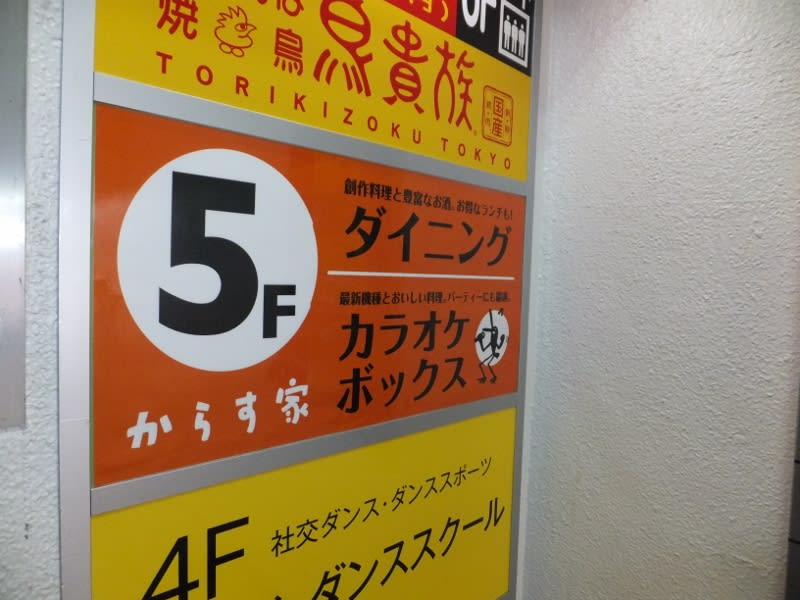 焼鳥 鳥貴族
国産
TORIKIZOKU TOKYO
5F
創作料理と豊富なお酒。お得なランチも!
ダイニング
最新機種とおいしい料理。パーティーにも最適。
カラオケ
ボックス
からす家
4F
社交ダンス・ダンススポーツ
ダンススクール